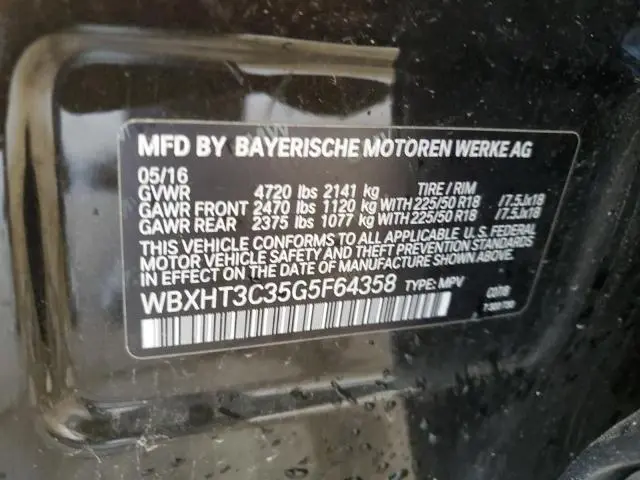 MFD BY BAYERISCHE MOTOREN WERKE AG
05/16
GVWR 4720 lbs 2141 kg TIRE / RIM
GAWR FRONT 2470 lbs 1120 kg WITH 225/50 R18 /7.5Jx18
GAWR REAR 2375 lbs 1077 kg WITH 225/50 R18 /7.5Jx18
THIS VEHICLE CONFORMS TO ALL APPLICABLE U.S. FEDERAL
MOTOR VEHICLE SAFETY AND THEFT PREVENTION STANDARDS
IN EFFECT ON THE DATE OF MANUFACTURE SHOWN ABOVE.
WBXHT3C35G5F64358 TYPE: MPV